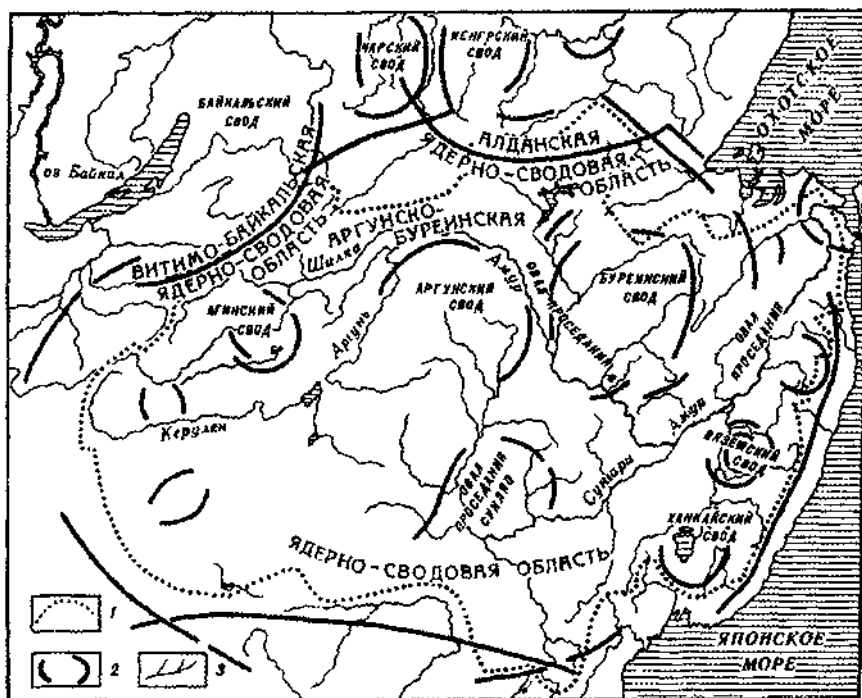 ЧАРСКИЙ
СВОД
СВОД
ОХОТСКОЕ
МОРЕ
БАЙКАЛЬСКИЙ
СВОД
АЛДАНСКАЯ
ЯДЕРНО-СВОДОВАЯ
ОБЛАСТЬ
оз Байкал
ВИТИМО-БАЙКАЛЬСКАЯ
ЯДЕРНО-СВОДОВАЯ
ОБЛАСТЬ
АРГУНСКО-
БУРЕИНСКАЯ
Шилка
Амур
АРГУНСКИЙ
СВОД
ОВАЛ ПРОСЕДАНИЯ
БУРЕИНСКИЙ
СВОД
АГИНСКИЙ
СВОД
Аргунь
ОВАЛ
ПРОСЕДАНИЯ
Керулен
Амур
ВЯЗЕМСКИЙ
СВОД
ОВАЛ
ПРОСЕДАНИЯ
СУНЛЯО
Сунгари
ХАНКАЙСКИЙ
СВОД
ЯДЕРНО-СВОДОВАЯ ОБЛАСТЬ
1
2
3
ЯПОНСКОЕ
МОРЕ